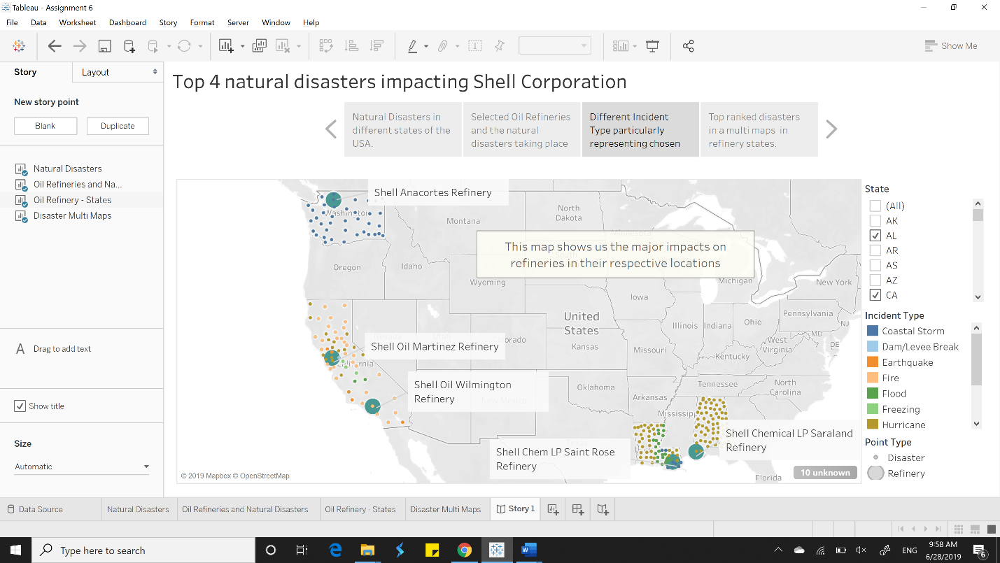 Tableau - Assignment 6
File Data Worksheet Dashboard Story Format Server Window Help
Show Me
Story
Layout
New story point
Blank
Duplicate
Natural Disasters
Oil Refineries and Na...
Oil Refinery - States
Disaster Multi Maps
A Drag to add text
Show title
Size
Automatic
Top 4 natural disasters impacting Shell Corporation
Natural Disasters in
different states of the
USA.
Selected Oil Refineries
and the natural
disasters taking place
Different Incident
Type particularly
representing chosen
Top ranked disasters
in a multi maps in
refinery states.
Shell Anacortes Refinery
Washington
Montana
North
Dakota
Minnesota
This map shows us the major impacts on
refineries in their respective locations
Oregon
Idaho
Wyoming
Michigan
New York
Iowa
Pennsylvania
NJ
United
States
Illinois
Indiana
Ohio
MD
DE
Nevada
Utah
Colorado
Kansas
Missouri
West
Virginia
Kentucky
Shell Oil Martinez Refinery
California
Shell Oil Wilmington
Refinery
New Mexico
Oklahoma
Arkansas
Tennessee
North
Carolina
Mississippi
Texas
Shell Chemical LP Saraland
Refinery
Shell Chem LP Saint Rose
Refinery
Florida
10 unknown
© 2019 Mapbox © OpenStreetMap
State
(All)
AK
AL
AR
AS
AZ
CA
Incident Type
Coastal Storm
Dam/Levee Break
Earthquake
Fire
Flood
Freezing
Hurricane
Point Type
Disaster
Refinery
Data Source
Natural Disasters
Oil Refineries and Natural Disasters
Oil Refinery - States
Disaster Multi Maps
Story 1
Type here to search
ENG
9:58 AM
6/28/2019
6